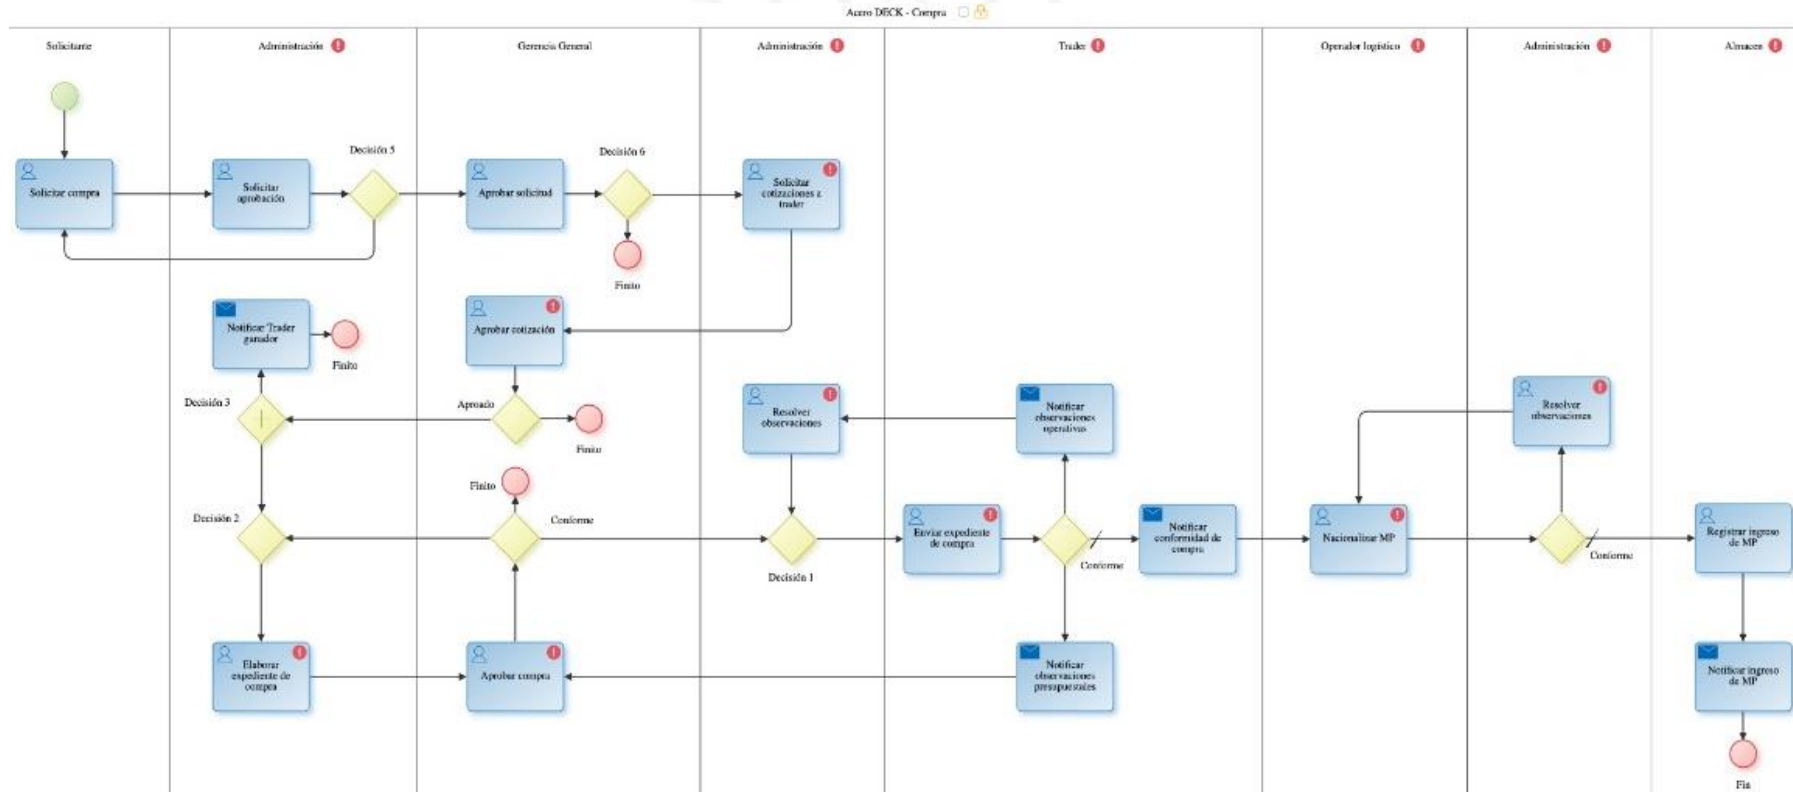 Acero DECK - Compra
Solicitante
Administración
Gerencia General
Administración
Trader
Operador logístico
Administración
Almacen
Solicitar compra
Solicitar
aprobación
Decisión 5
Aprobar solicitud
Decisión 6
Finito
Solicitar
cotizaciones a
trader
Notificar Trader
ganador
Finito
Aprobar cotización
Decisión 3
Aproado
Finito
Resolver
observaciones
Notificar
observaciones
operativas
Resolver
observaciones
Finito
Decisión 2
Conforme
Decisión 1
Enviar expediente
de compra
Conforme
Notificar
conformidad de
compra
Nacionalizar MP
Conforme
Registrar ingreso
de MP
Elaborar
expediente de
compra
Aprobar compra
Notificar
observaciones
presupuestales
Notificar ingreso
de MP
Fin